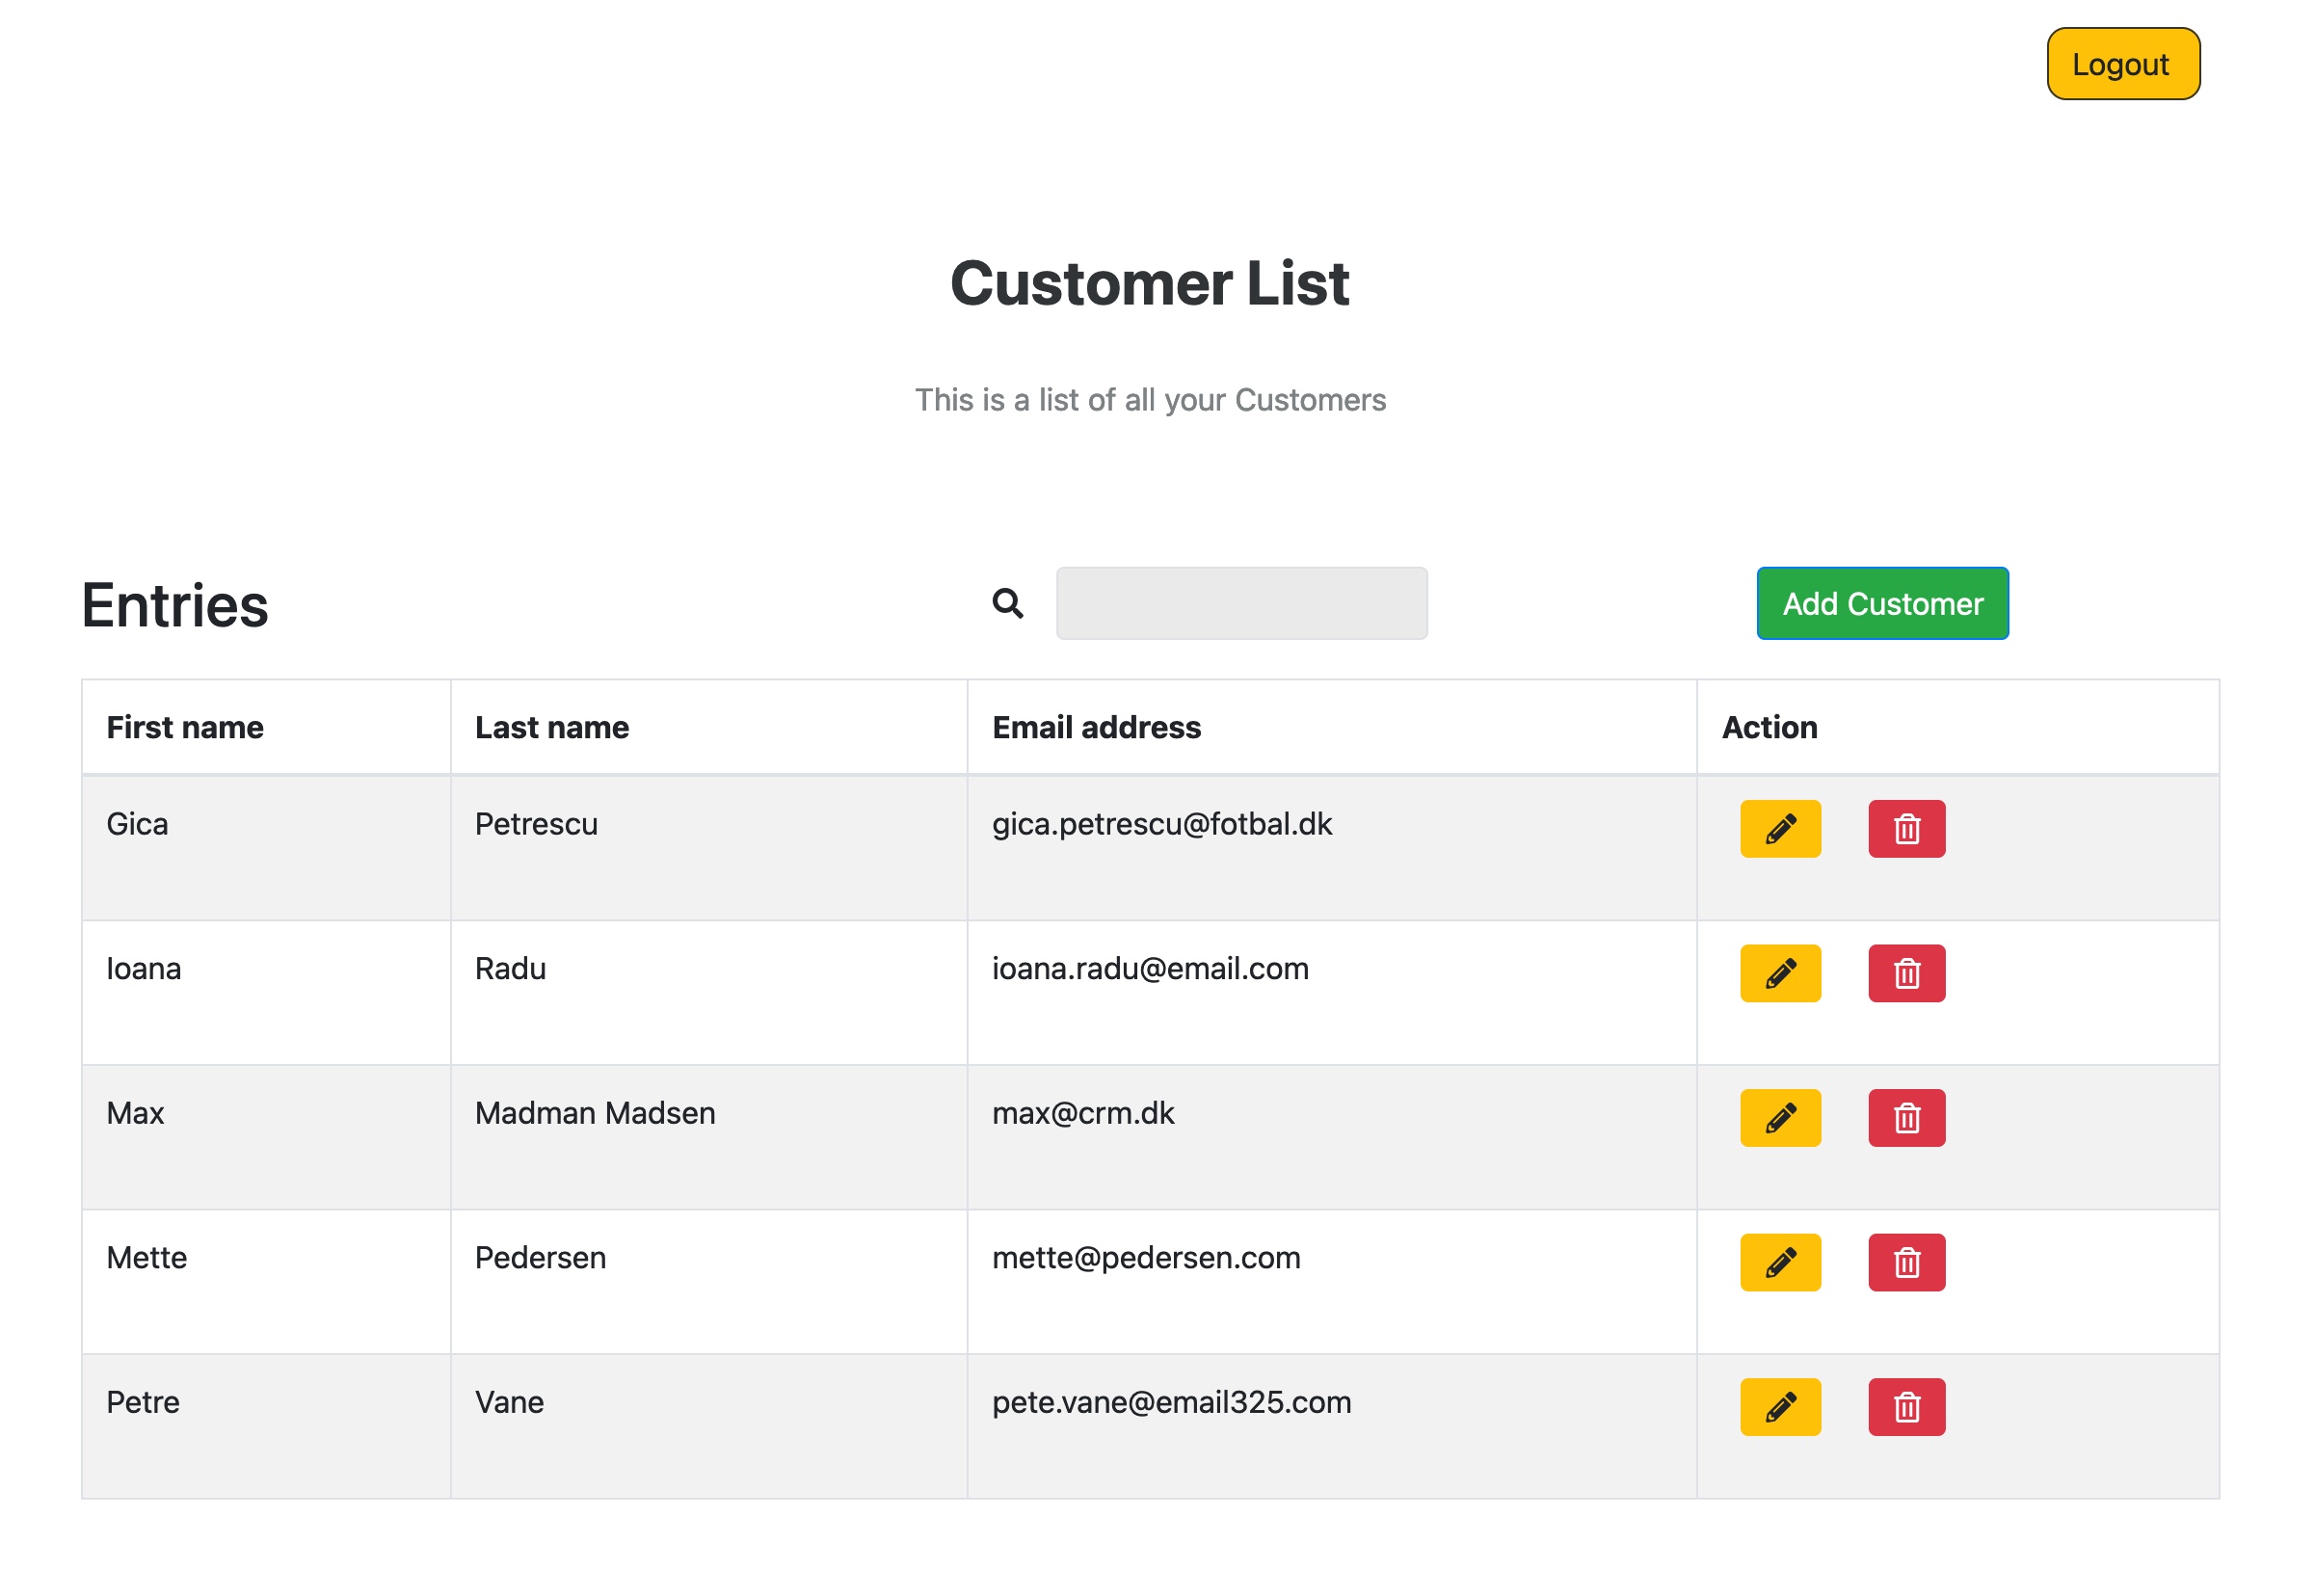 Logout
Customer List
This is a list of all your Customers
Entries Add Customer
First name Last name Email address Action
Gica Petrescu gica.petrescu@fotbal.dk
Ioana Radu ioana.radu@email.com
Max Madman Madsen max@crm.dk
Mette Pedersen mette@pedersen.com
Petre Vane pete.vane@email325.com